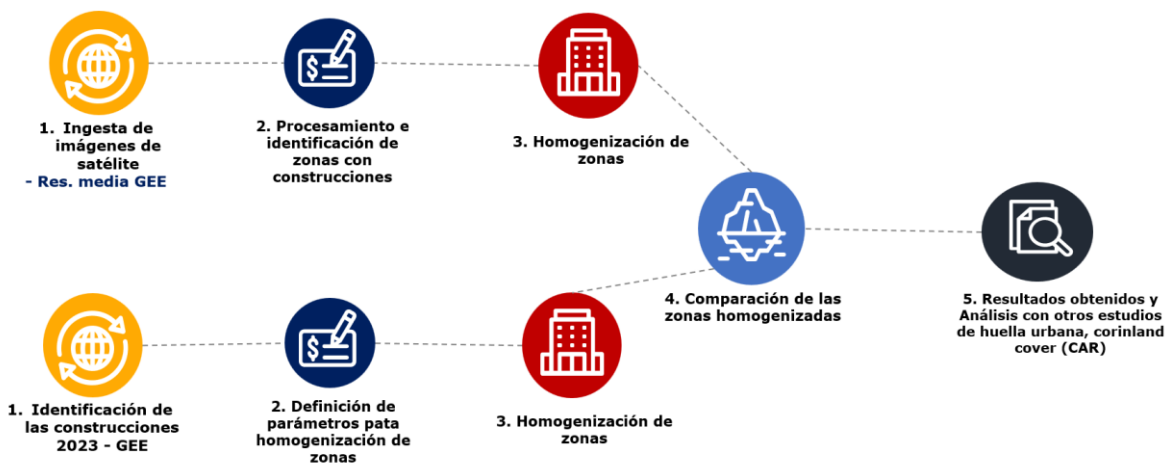 1. Ingesta de
imágenes de
satélite
- Res. media GEE
$
2. Procesamiento e
identificación de
zonas con
construcciones
3. Homogenización de
zonas
4. Comparación de las
zonas homogenizadas
5. Resultados obtenidos y
Análisis con otros estudios
de huella urbana, corinland
cover (CAR)
1. Identificación de
las construcciones
2023 - GEE
$
2. Definición de
parámetros pata
homogenización de
zonas
3. Homogenización de
zonas